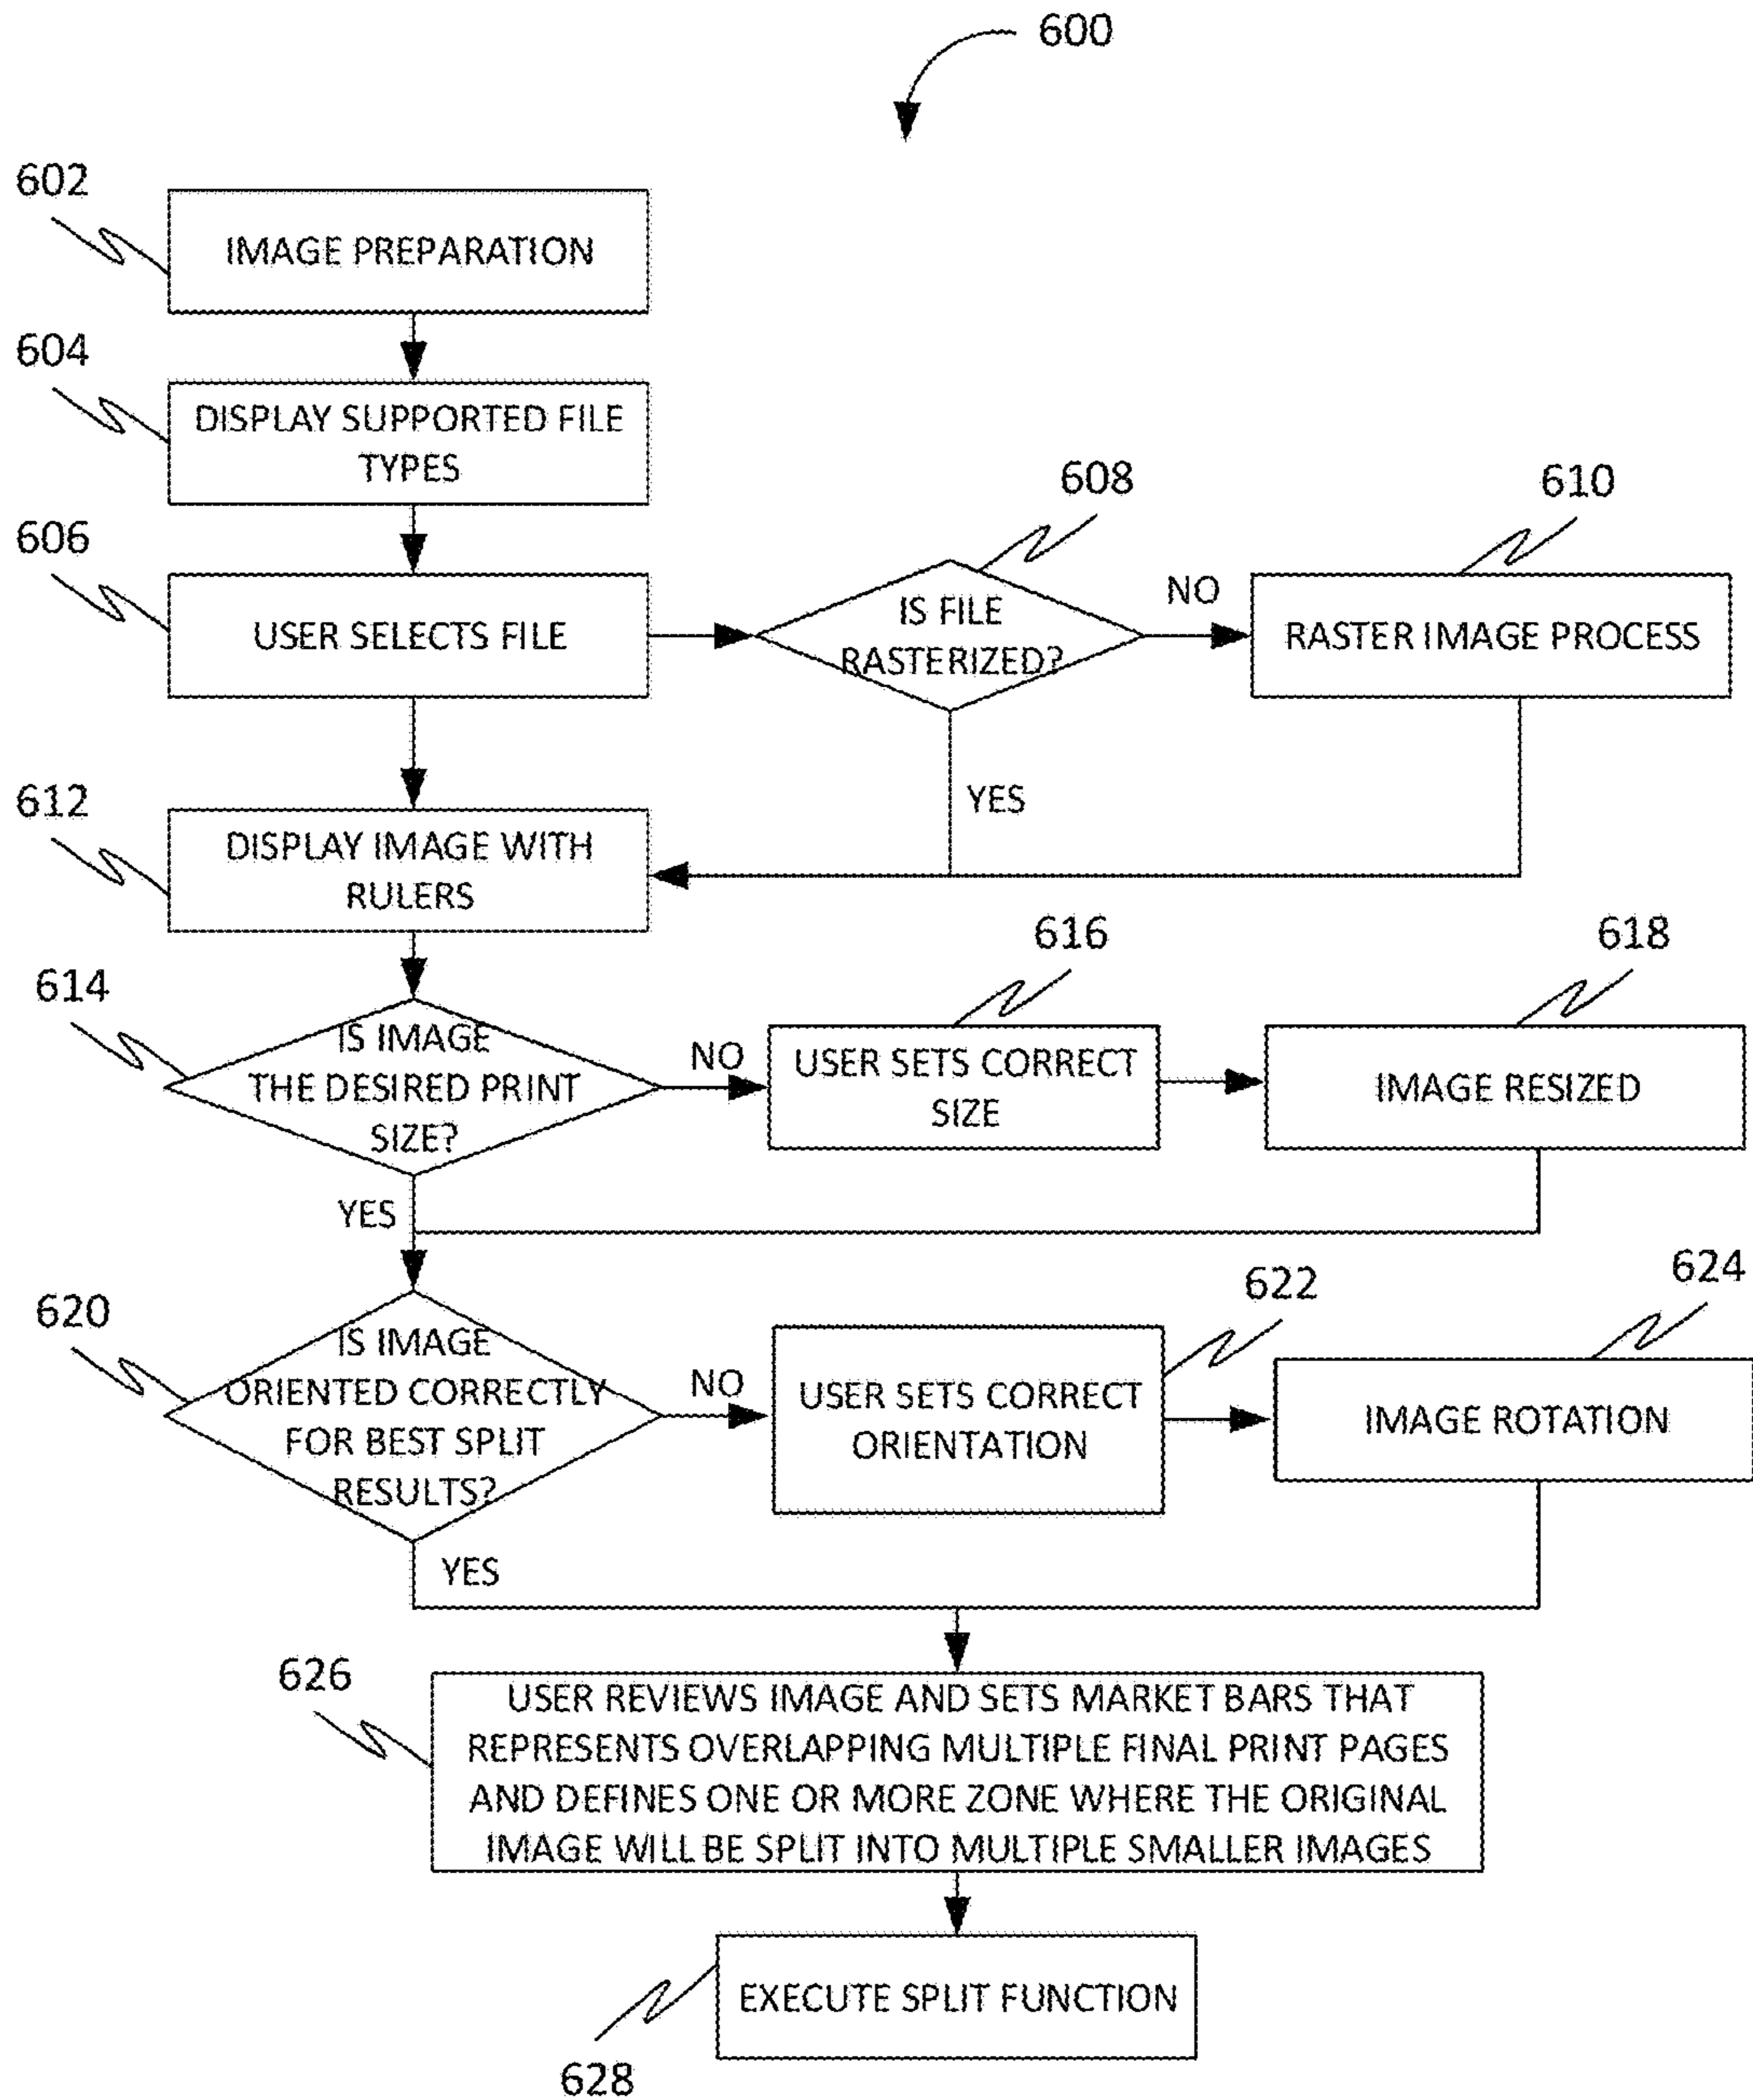 600
602
IMAGE PREPARATION
604
DISPLAY SUPPORTED FILE
TYPES
606
USER SELECTS FILE
608
IS FILE
RASTERIZED?
NO
610
RASTER IMAGE PROCESS
YES
612
DISPLAY IMAGE WITH
RULERS
614
IS IMAGE
THE DESIRED PRINT
SIZE?
NO
616
USER SETS CORRECT
SIZE
618
IMAGE RESIZED
YES
620
IS IMAGE
ORIENTED CORRECTLY
FOR BEST SPLIT
RESULTS?
NO
622
USER SETS CORRECT
ORIENTATION
624
IMAGE ROTATION
YES
626
USER REVIEWS IMAGE AND SETS MARKET BARS THAT
REPRESENTS OVERLAPPING MULTIPLE FINAL PRINT PAGES
AND DEFINES ONE OR MORE ZONE WHERE THE ORIGINAL
IMAGE WILL BE SPLIT INTO MULTIPLE SMALLER IMAGES
EXECUTE SPLIT FUNCTION
628